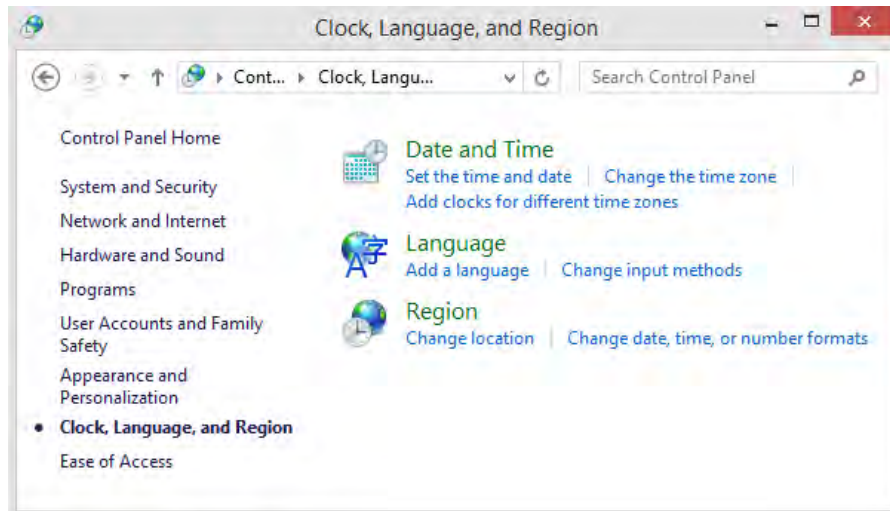 Clock, Language, and Region
Cont... Clock, Langu... Search Control Panel
Control Panel Home
System and Security
Network and Internet
Hardware and Sound
Programs
User Accounts and Family
Safety
Appearance and
Personalization
Clock, Language, and Region
Ease of Access
Date and Time
Set the time and date Change the time zone
Add clocks for different time zones
Language
Add a language Change input methods
Region
Change location Change date, time, or number formats